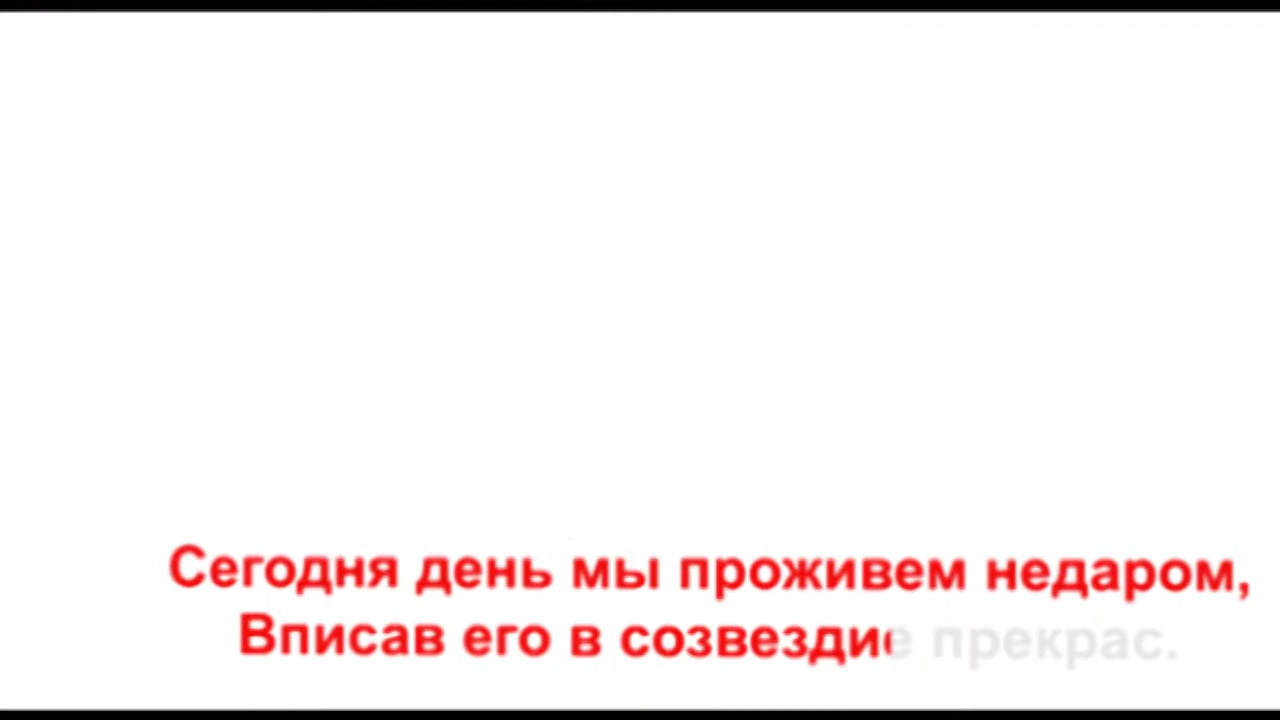 Сегодня день мы проживем недаром,
Вписав его в созвездие прекрас.